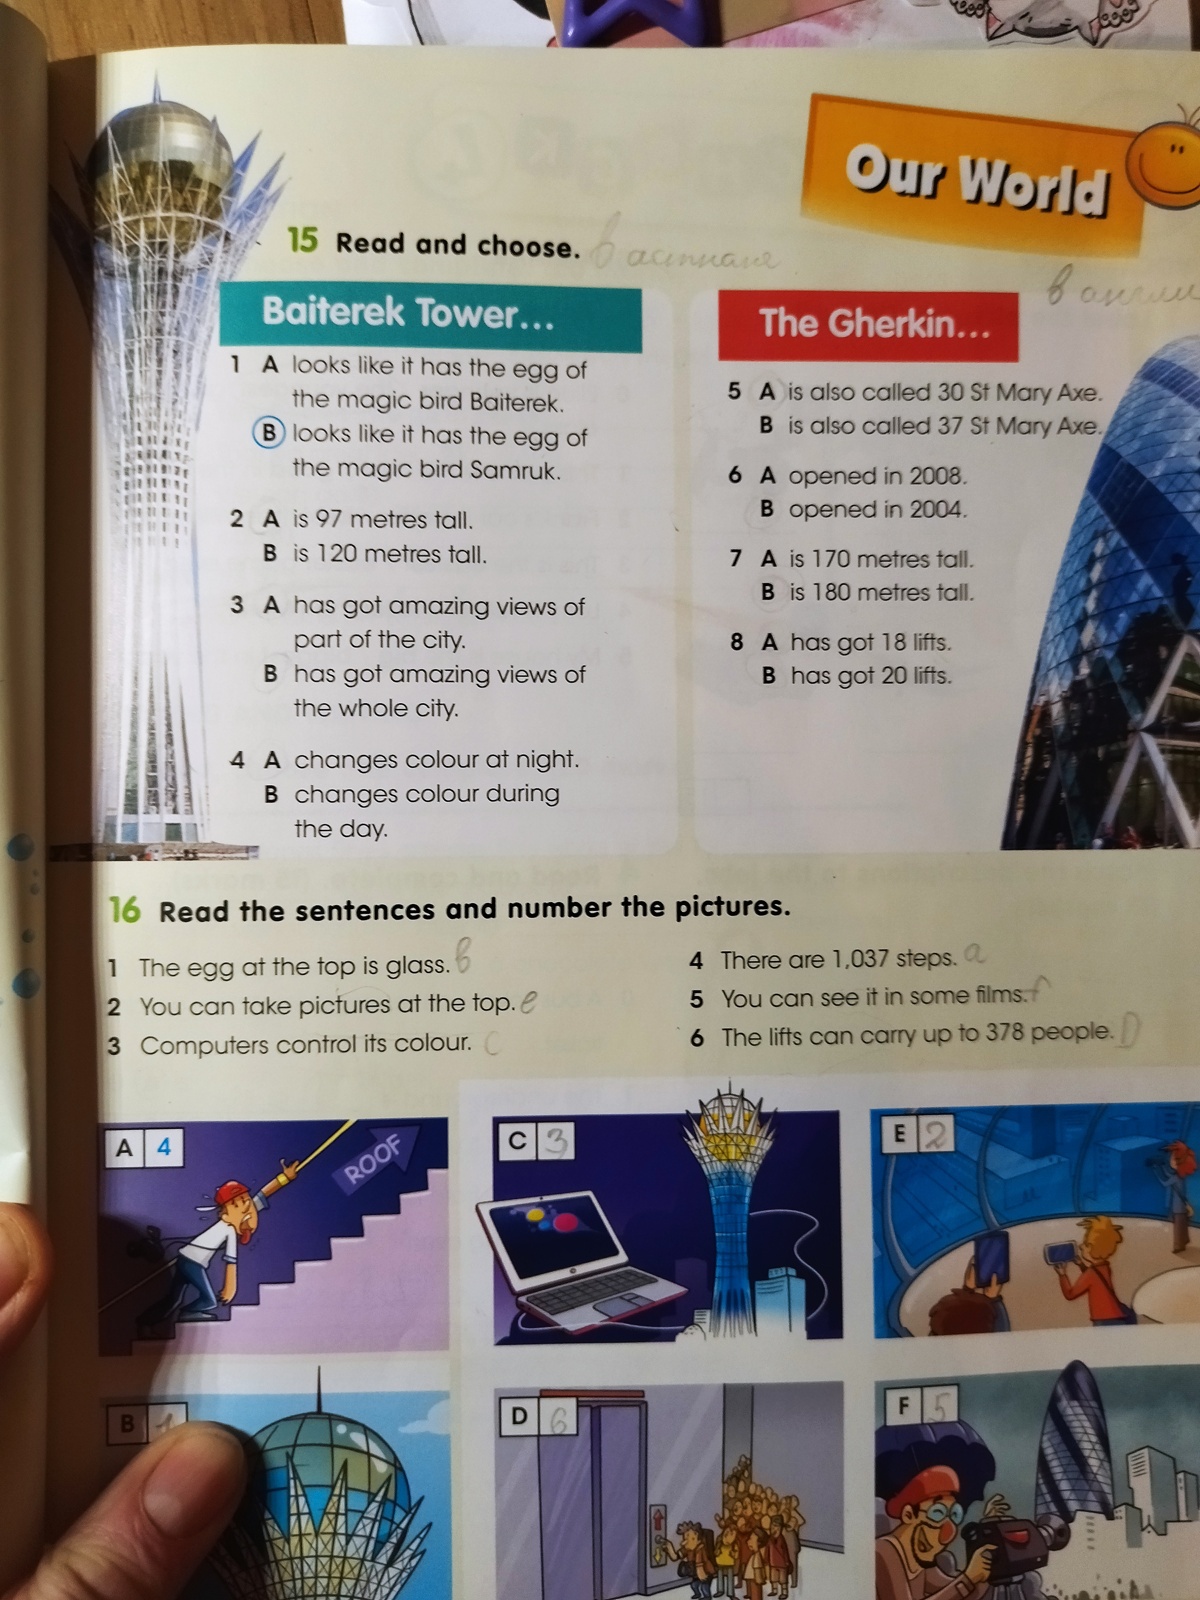 Our World
15 Read and choose. в астпане
в англи
Baiterek Tower...
1 A looks like it has the egg of
the magic bird Baiterek.
B looks like it has the egg of
the magic bird Samruk.
2 A is 97 metres tall.
B is 120 metres tall.
3 A has got amazing views of
part of the city.
B has got amazing views of
the whole city.
4 A changes colour at night.
B changes colour during
the day.
The Gherkin...
5 A is also called 30 St Mary Axe.
B is also called 37 St Mary Axe.
6 A opened in 2008.
B opened in 2004.
7 A is 170 metres tall.
B is 180 metres tall.
8 A has got 18 lifts.
B has got 20 lifts.
16 Read the sentences and number the pictures.
1 The egg at the top is glass. в
2 You can take pictures at the top. e
3 Computers control its colour. c
4 There are 1,037 steps. a
5 You can see it in some films. f
6 The lifts can carry up to 378 people. D
A 4
ROOF
C 3
E 2
B 1
D 6
F 5